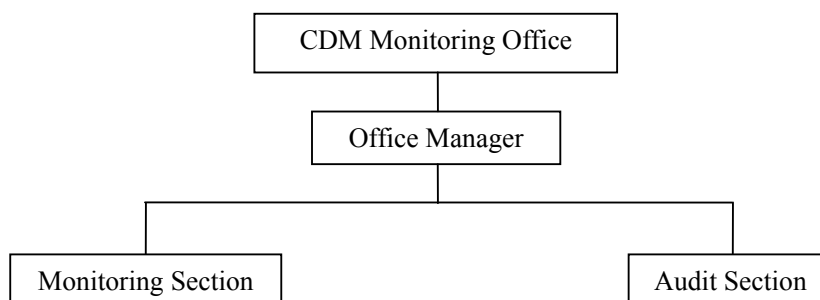 CDM Monitoring Office
Office Manager
Monitoring Section
Audit Section